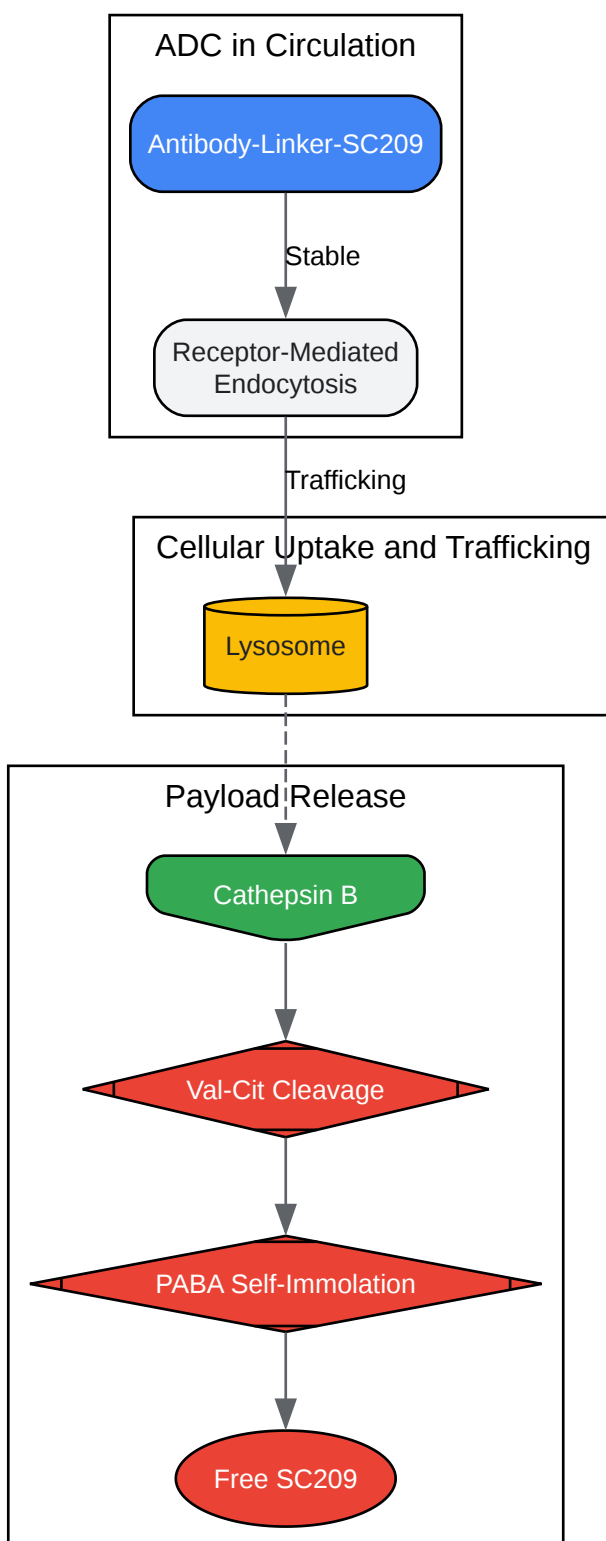 ADC in Circulation
Antibody-Linker-SC209
Stable
Receptor-Mediated
Endocytosis
Trafficking
Cellular Uptake and Trafficking
Lysosome
Payload Release
Cathepsin B
Val-Cit Cleavage
PABA Self-Immolation
Free SC209